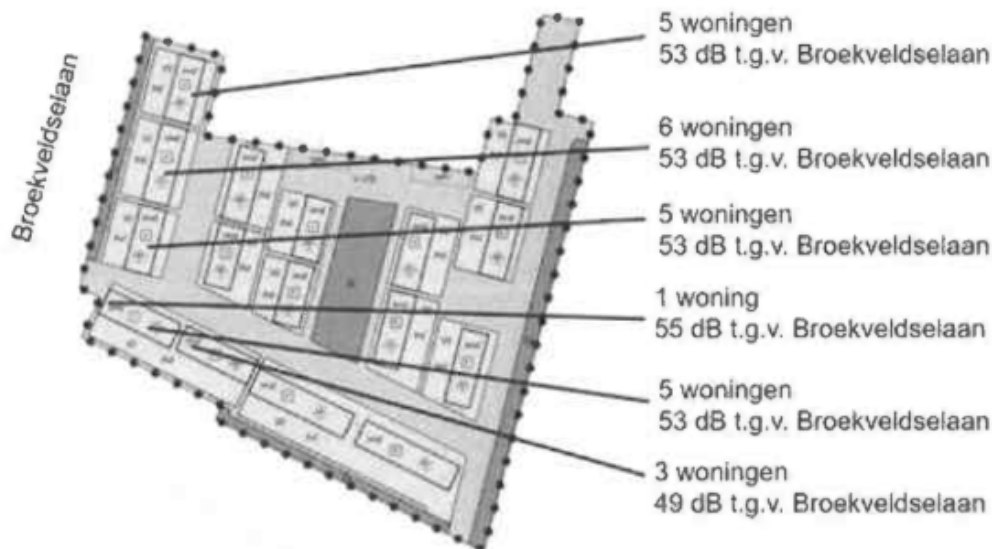 Broekveldselaan
5 woningen
53 dB t.g.v. Broekveldselaan
6 woningen
53 dB t.g.v. Broekveldselaan
5 woningen
53 dB t.g.v. Broekveldselaan
1 woning
55 dB t.g.v. Broekveldselaan
5 woningen
53 dB t.g.v. Broekveldselaan
3 woningen
49 dB t.g.v. Broekveldselaan